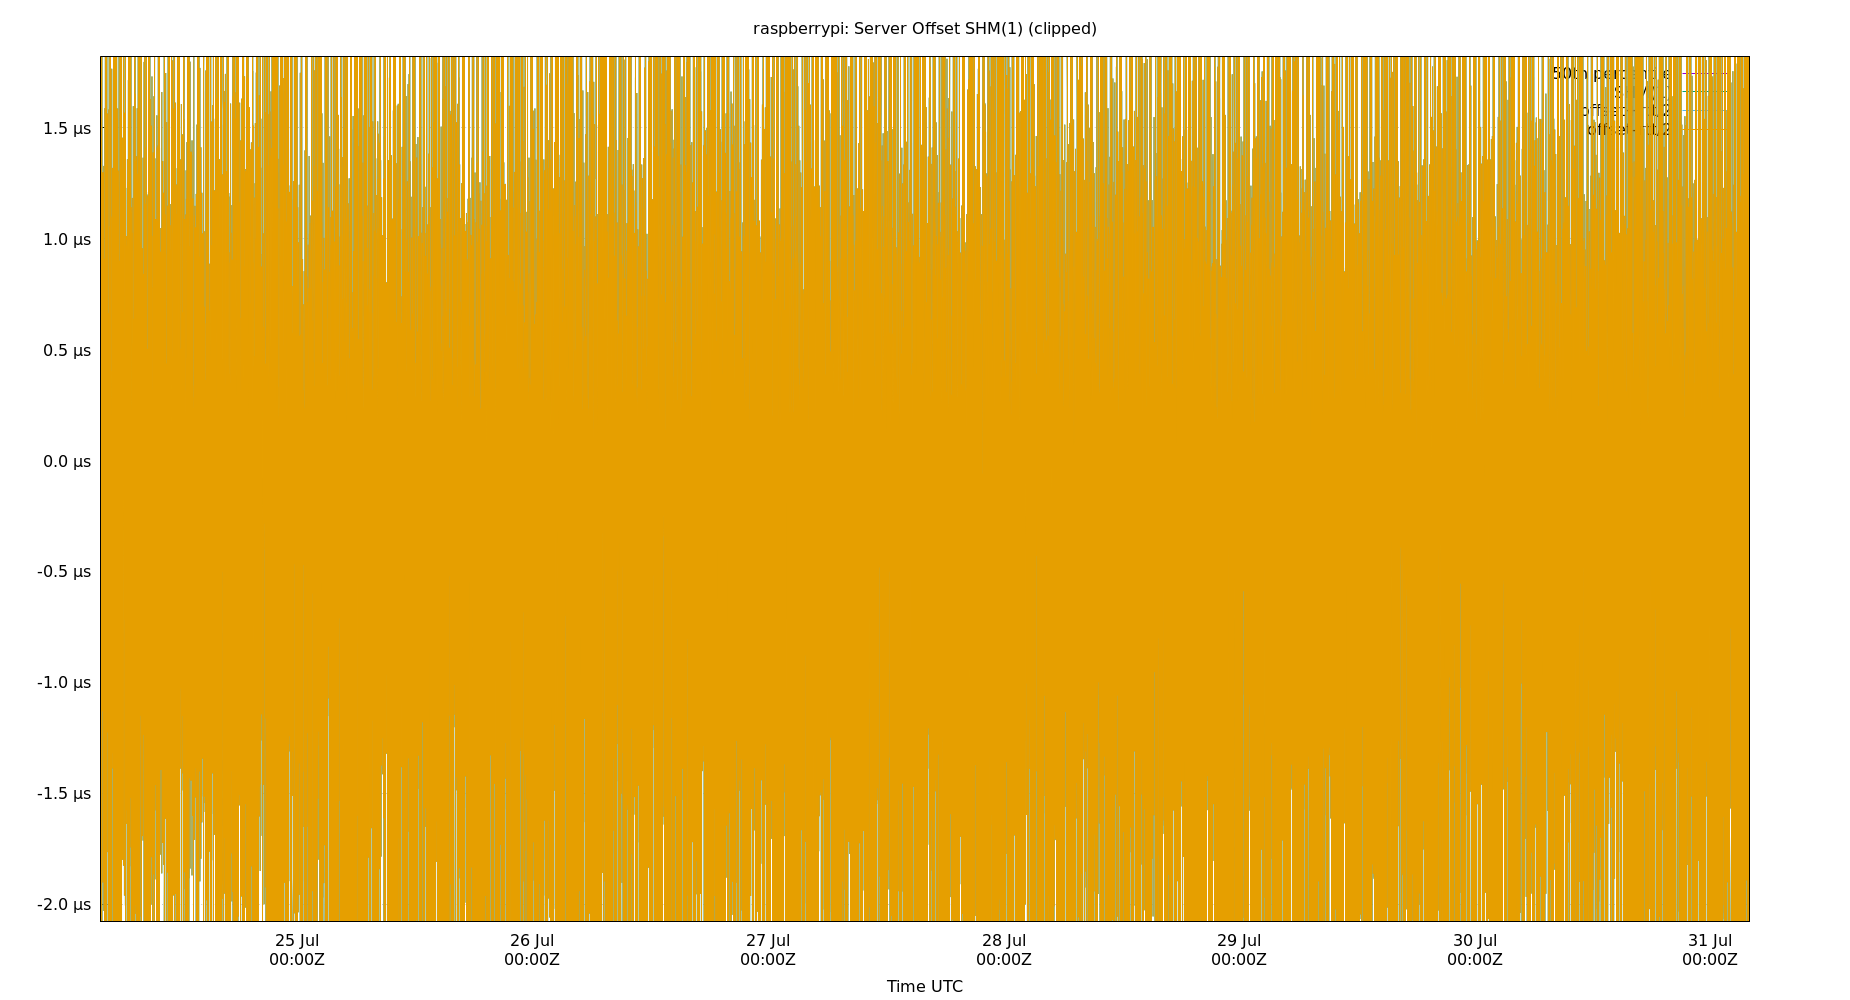 raspberrypi: Server Offset SHM(1) (clipped)
1.5 µs
1.0 µs
0.5 µs
0.0 µs
-0.5 µs
-1.0 µs
-1.5 µs
-2.0 µs
50th percentile
25 Jul 26 Jul 27 Jul 28 Jul 29 Jul 30 Jul 31 Jul
00:00Z 00:00Z 00:00Z 00:00Z 00:00Z 00:00Z 00:00Z
Time UTC